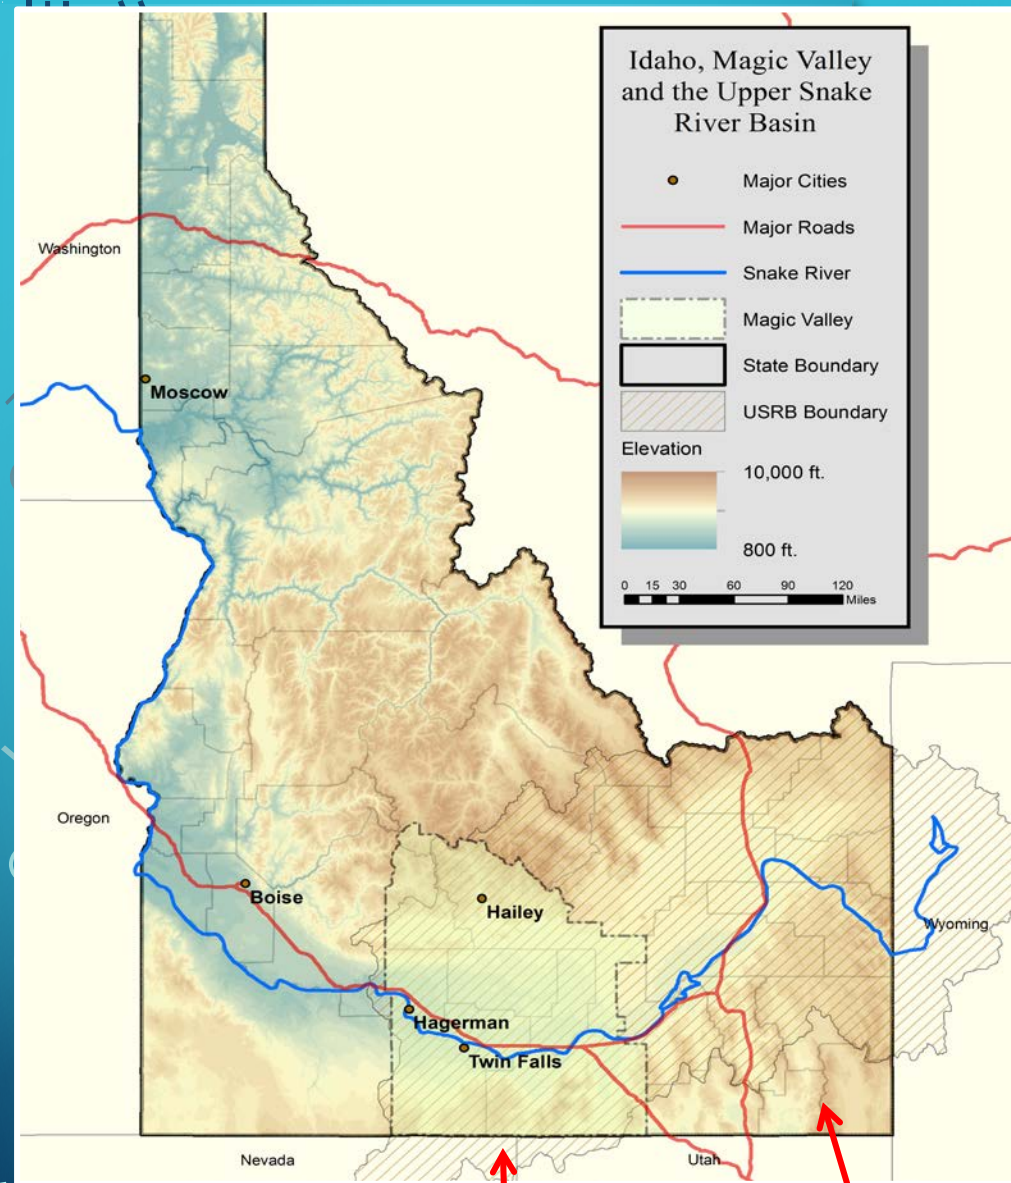 Idaho, Magic Valley
and the Upper Snake
River Basin
Major Cities
Major Roads
Snake River
Magic Valley
State Boundary
USRB Boundary
Elevation
10,000 ft.
800 ft.
0 15 30 60 90 120
Miles
Washington
Moscow
Oregon
Boise
Hailey
Wyoming
Hagerman
Twin Falls
Nevada
Utah